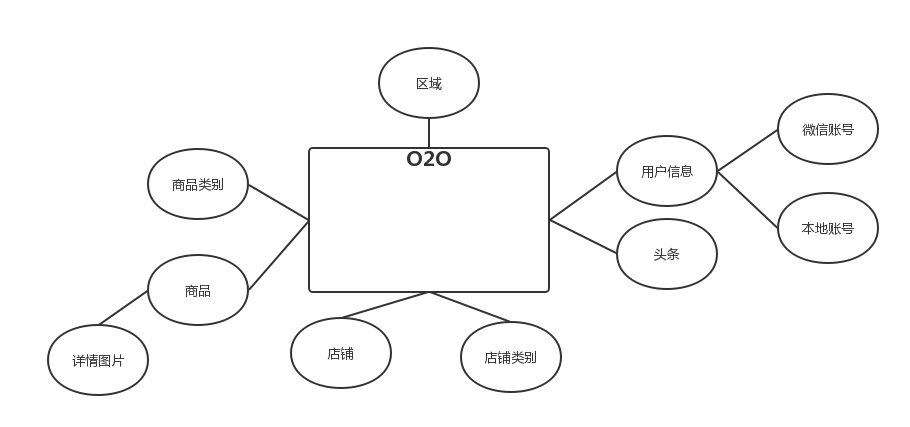 区域
O2O
微信账号
用户信息
商品类别
本地账号
头条
商品
店铺
店铺类别
详情图片